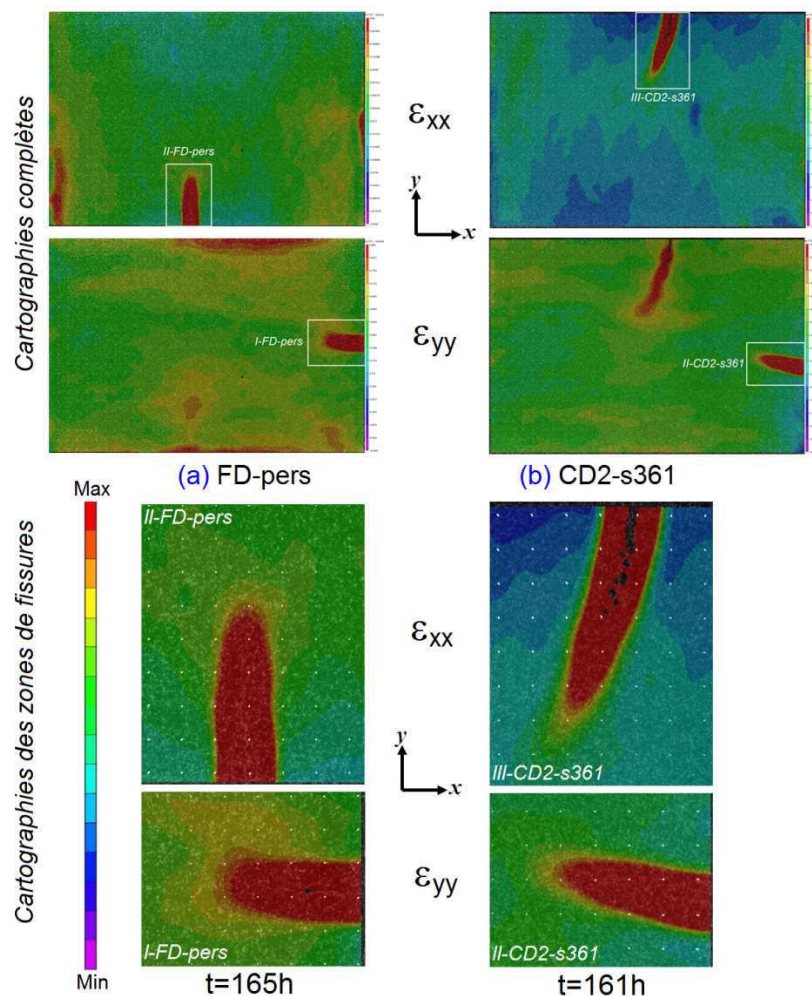 Cartographies complètes
II-FD-pers
εxx
III-CD2-s361
y
x
I-FD-pers
εyy
II-CD2-s361
(a) FD-pers
(b) CD2-s361
Cartographies des zones de fissures
Max
Min
II-FD-pers
εxx
III-CD2-s361
y
x
I-FD-pers
εyy
II-CD2-s361
t=165h
t=161h